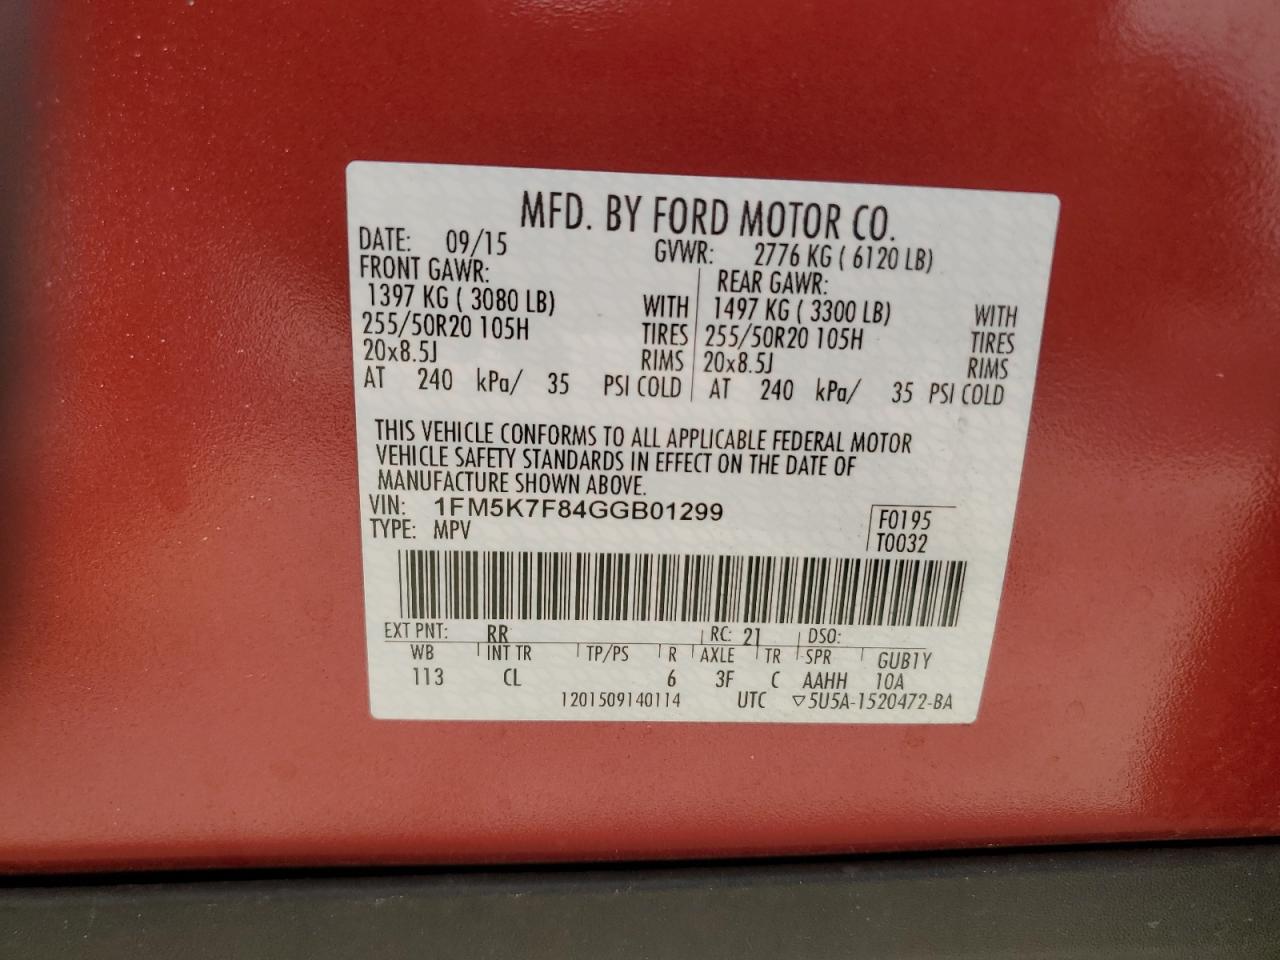 MFD. BY FORD MOTOR CO.
DATE: 09/15 GVWR: 2776 KG ( 6120 LB)
FRONT GAWR: REAR GAWR:
1397 KG ( 3080 LB) WITH 1497 KG ( 3300 LB) WITH
255/50R20 105H TIRES 255/50R20 105H TIRES
20x8.5J RIMS 20x8.5J RIMS
AT 240 kPa/ 35 PSI COLD AT 240 kPa/ 35 PSI COLD
THIS VEHICLE CONFORMS TO ALL APPLICABLE FEDERAL MOTOR
VEHICLE SAFETY STANDARDS IN EFFECT ON THE DATE OF
MANUFACTURE SHOWN ABOVE.
VIN: 1FM5K7F84GGB01299 F0195
TYPE: MPV T0032
EXT PNT: RR RC: 21 DSO:
WB INT TR TP/PS R AXLE TR SPR GUB1Y
113 CL 6 3F C AAHH 10A
1201509140114 UTC ▽5U5A-1520472-BA